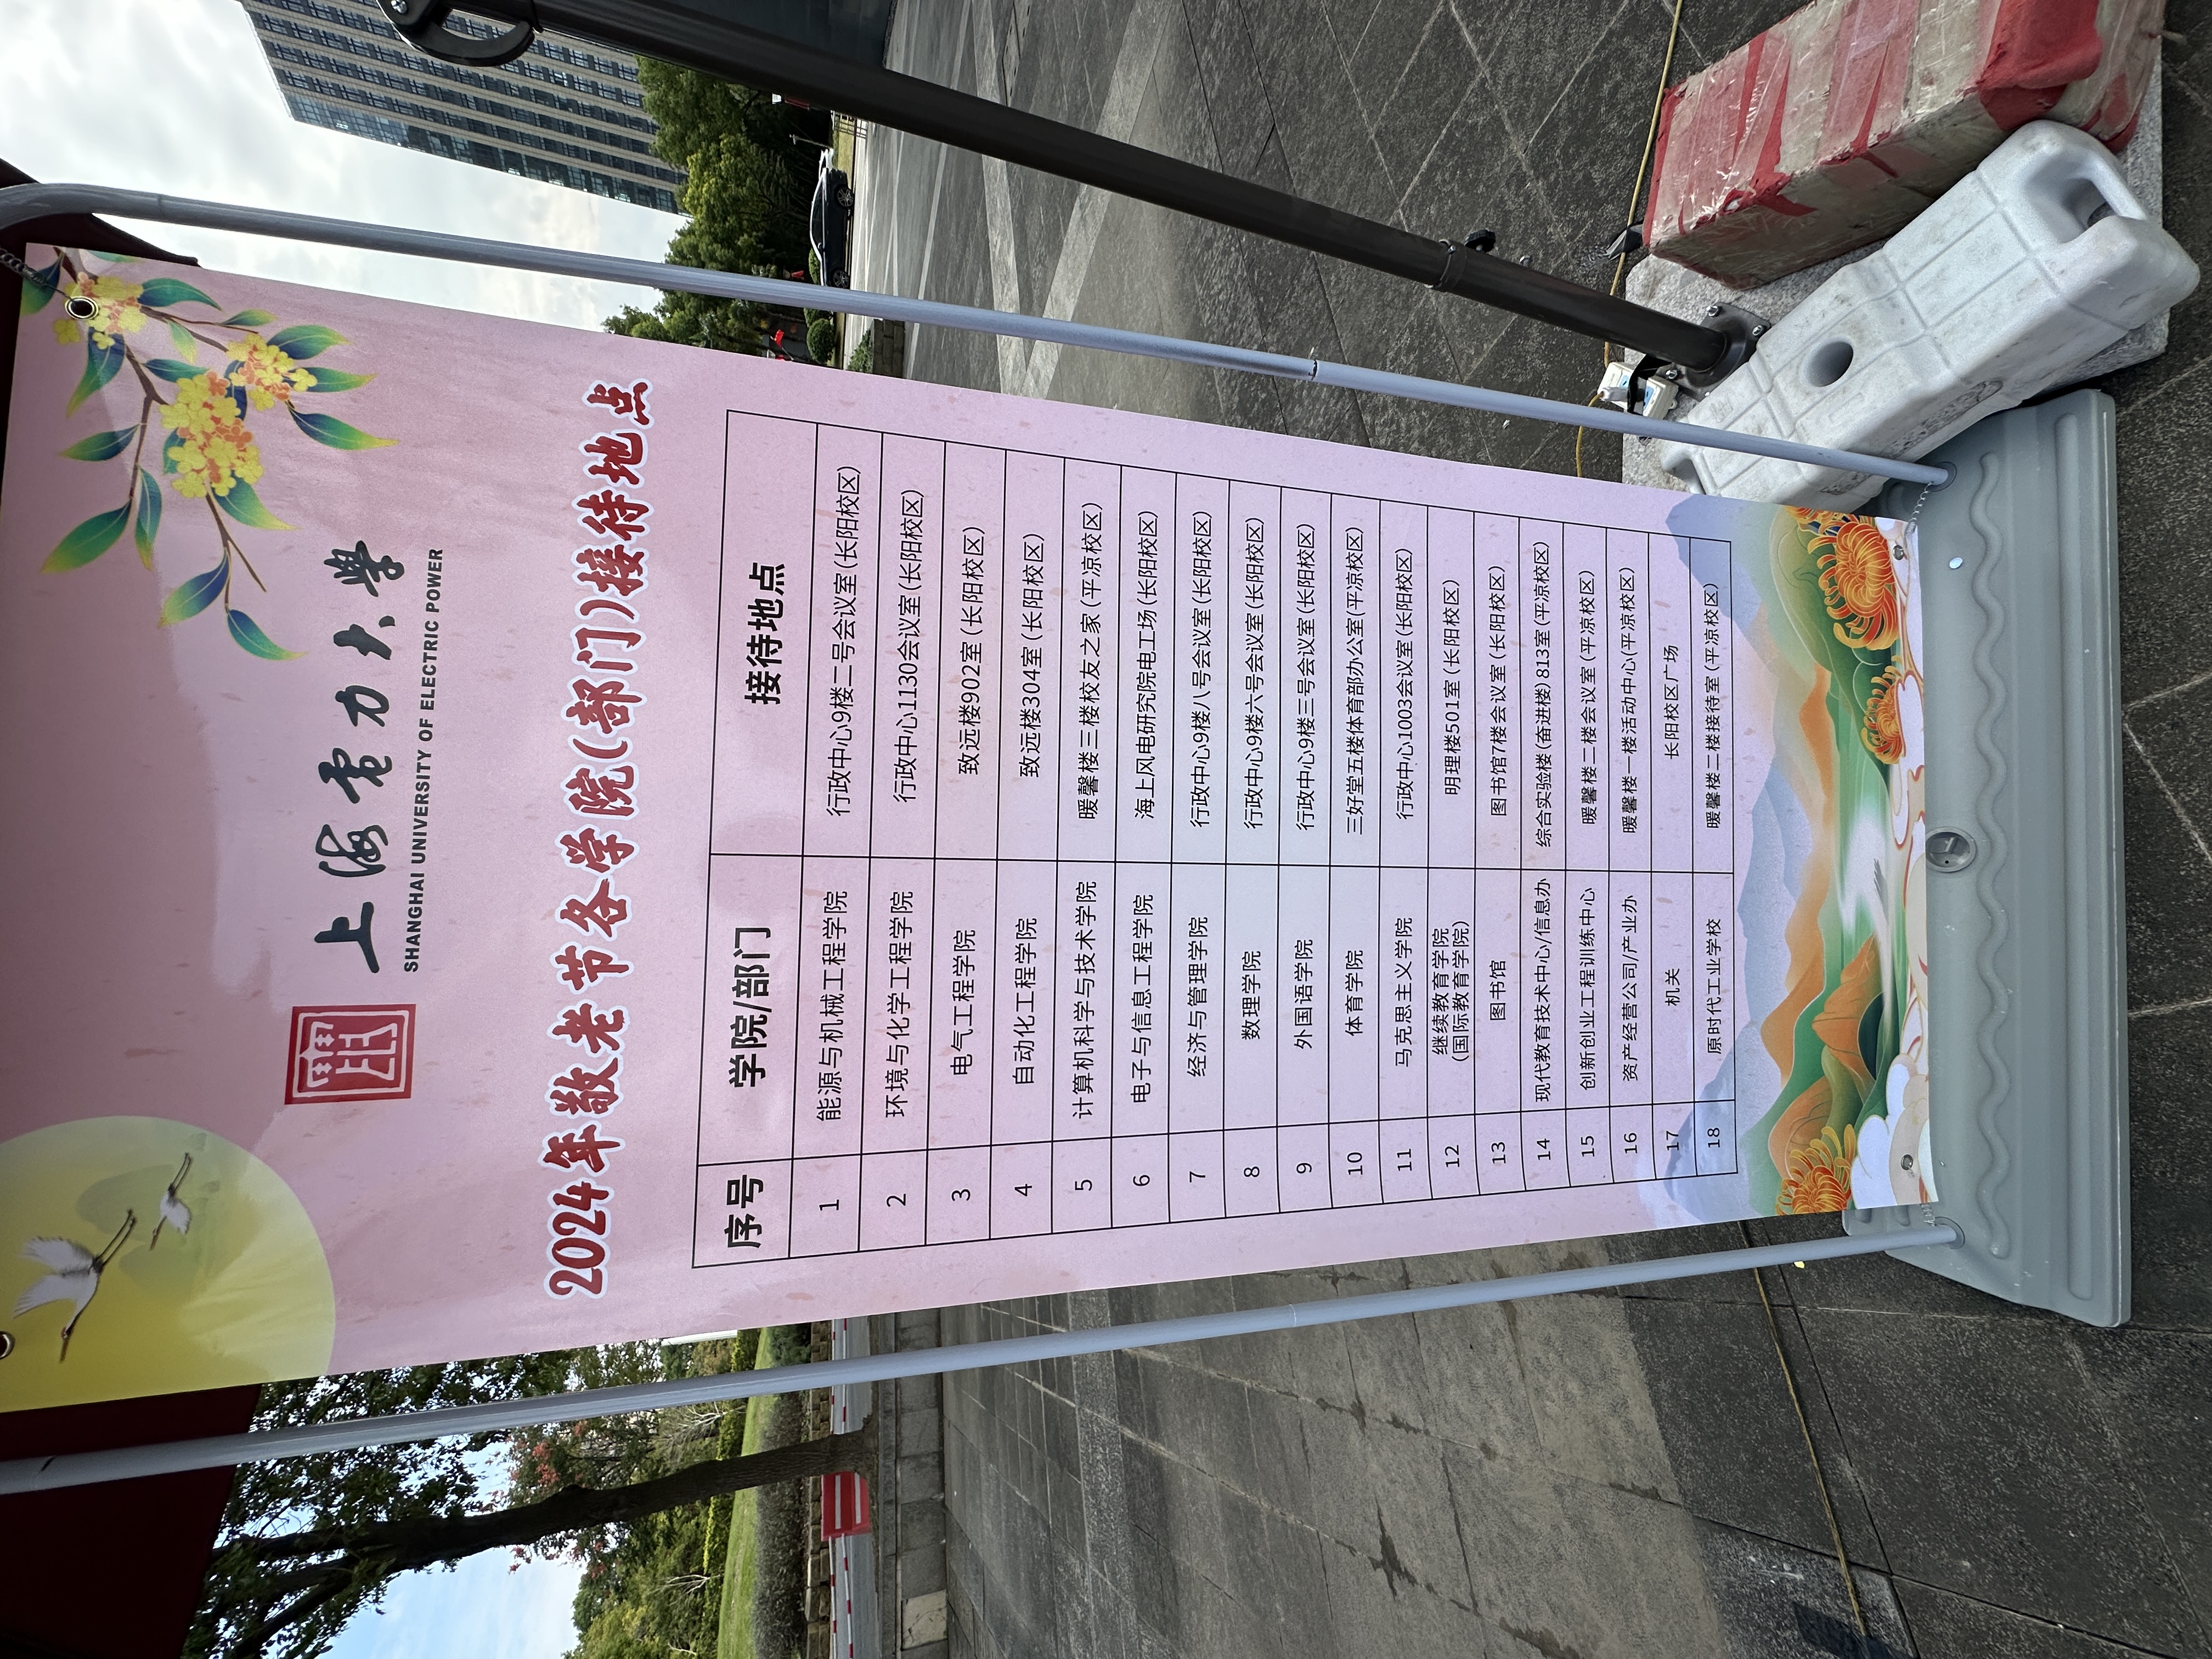 上海電力大學
SHANGHAI UNIVERSITY OF ELECTRIC POWER
2024年敬老节各学院(部门)接待地点
序号 学院/部门 接待地点
1 能源与机械工程学院 行政中心9楼二号会议室(长阳校区)
2 环境与化学工程学院 行政中心1130会议室(长阳校区)
3 电气工程学院 致远楼902室(长阳校区)
4 自动化工程学院 致远楼304室(长阳校区)
5 计算机科学与技术学院 暖馨楼三楼校友之家(平凉校区)
6 电子与信息工程学院 海上风电研究院电工场(长阳校区)
7 经济与管理学院 行政中心9楼八号会议室(长阳校区)
8 数理学院 行政中心9楼六号会议室(长阳校区)
9 外国语学院 行政中心9楼三号会议室(长阳校区)
10 体育学院 三好堂五楼体育部办公室(平凉校区)
11 马克思主义学院 行政中心1003会议室(长阳校区)
12 继续教育学院 明理楼501室(长阳校区)
(国际教育学院)
13 图书馆 图书馆7楼会议室(长阳校区)
14 现代教育技术中心/信息办 综合实验楼(奋进楼)813室(平凉校区)
15 创新创业工程训练中心 暖馨楼二楼会议室(平凉校区)
16 资产经营公司/产业办 暖馨楼一楼活动中心(平凉校区)
17 机关 长阳校区广场
18 原时代工业学校 暖馨楼二楼接待室(平凉校区)